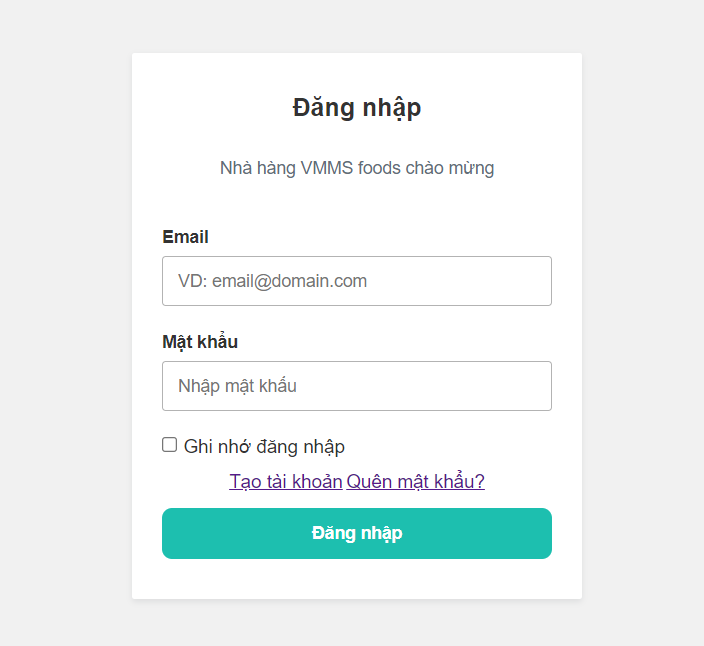 Đăng nhập
Nhà hàng VMMS foods chào mừng
Email
VD: email@domain.com
Mật khẩu
Nhập mật khẩu
Ghi nhớ đăng nhập
Tạo tài khoản Quên mật khẩu?
Đăng nhập